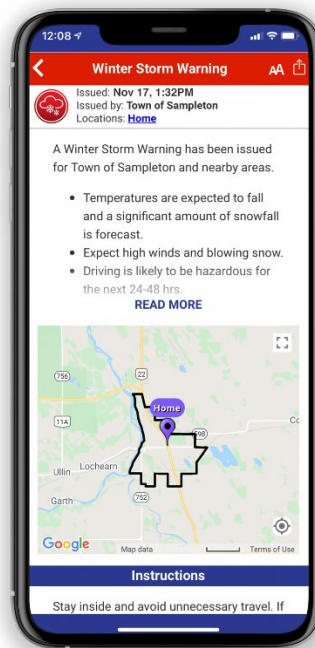 12:08
Winter Storm Warning
AA
Issued: Nov 17, 1:32PM
Issued by: Town of Sampleton
Locations: Home
A Winter Storm Warning has been issued
for Town of Sampleton and nearby areas.
• Temperatures are expected to fall
and a significant amount of snowfall
is forecast.
• Expect high winds and blowing snow.
• Driving is likely to be hazardous for
the next 24-48 hrs.
READ MORE
756
22
Home
11A
598
Co
Ullin
Lochearn
Garth
752
Google
Map data
Terms of Use
Instructions
Stay inside and avoid unnecessary travel. If